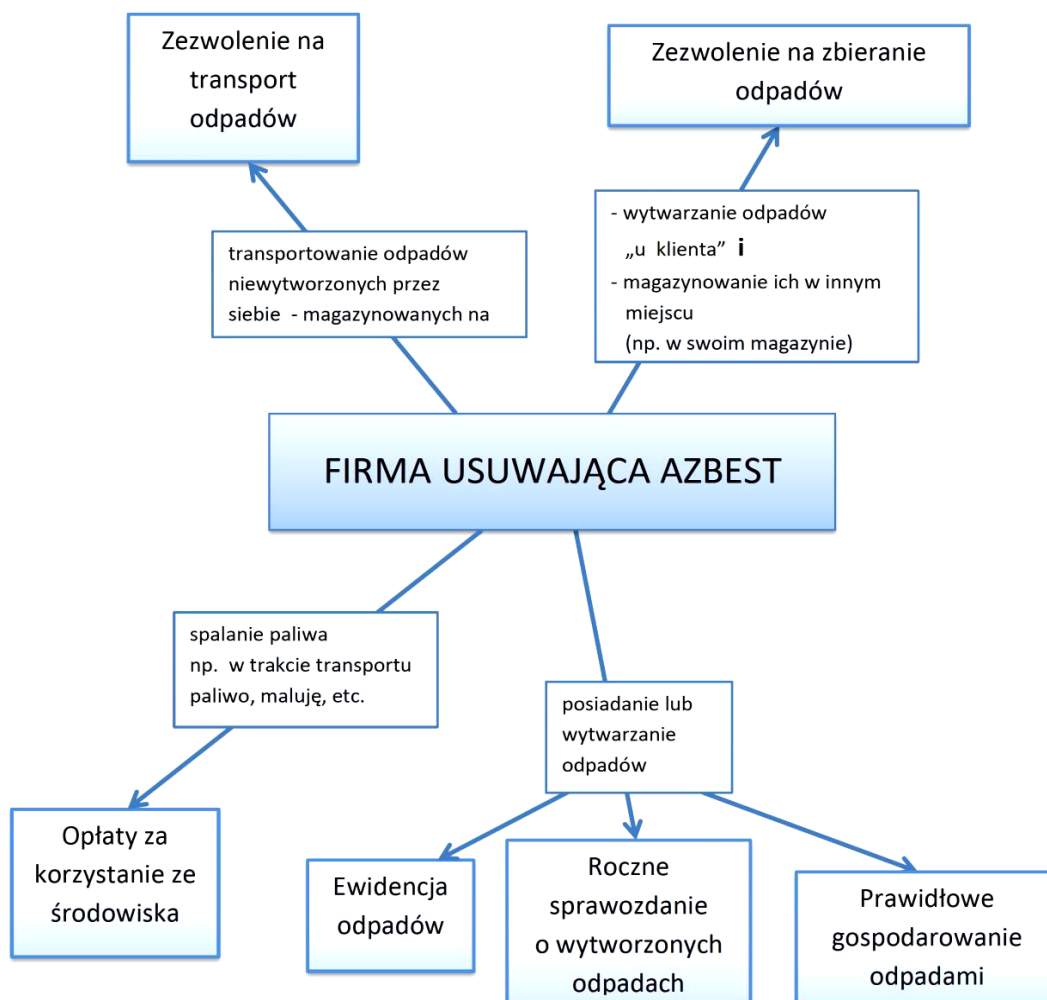 Zezwolenie na
transport
odpadów
Zezwolenie na zbieranie
odpadów
transportowanie odpadów
niewytworzonych przez
siebie - magazynowanych na
- wytwarzanie odpadów
„u klienta” i
- magazynowanie ich w innym
miejscu
(np. w swoim magazynie)
FIRMA USUWAJĄCA AZBEST
spalanie paliwa
np. w trakcie transportu
paliwo, maluję, etc.
posiadanie lub
wytwarzanie
odpadów
Opłaty za
korzystanie ze
środowiska
Ewidencja
odpadów
Roczne
sprawozdanie
o wytworzonych
odpadach
Prawidłowe
gospodarowanie
odpadami